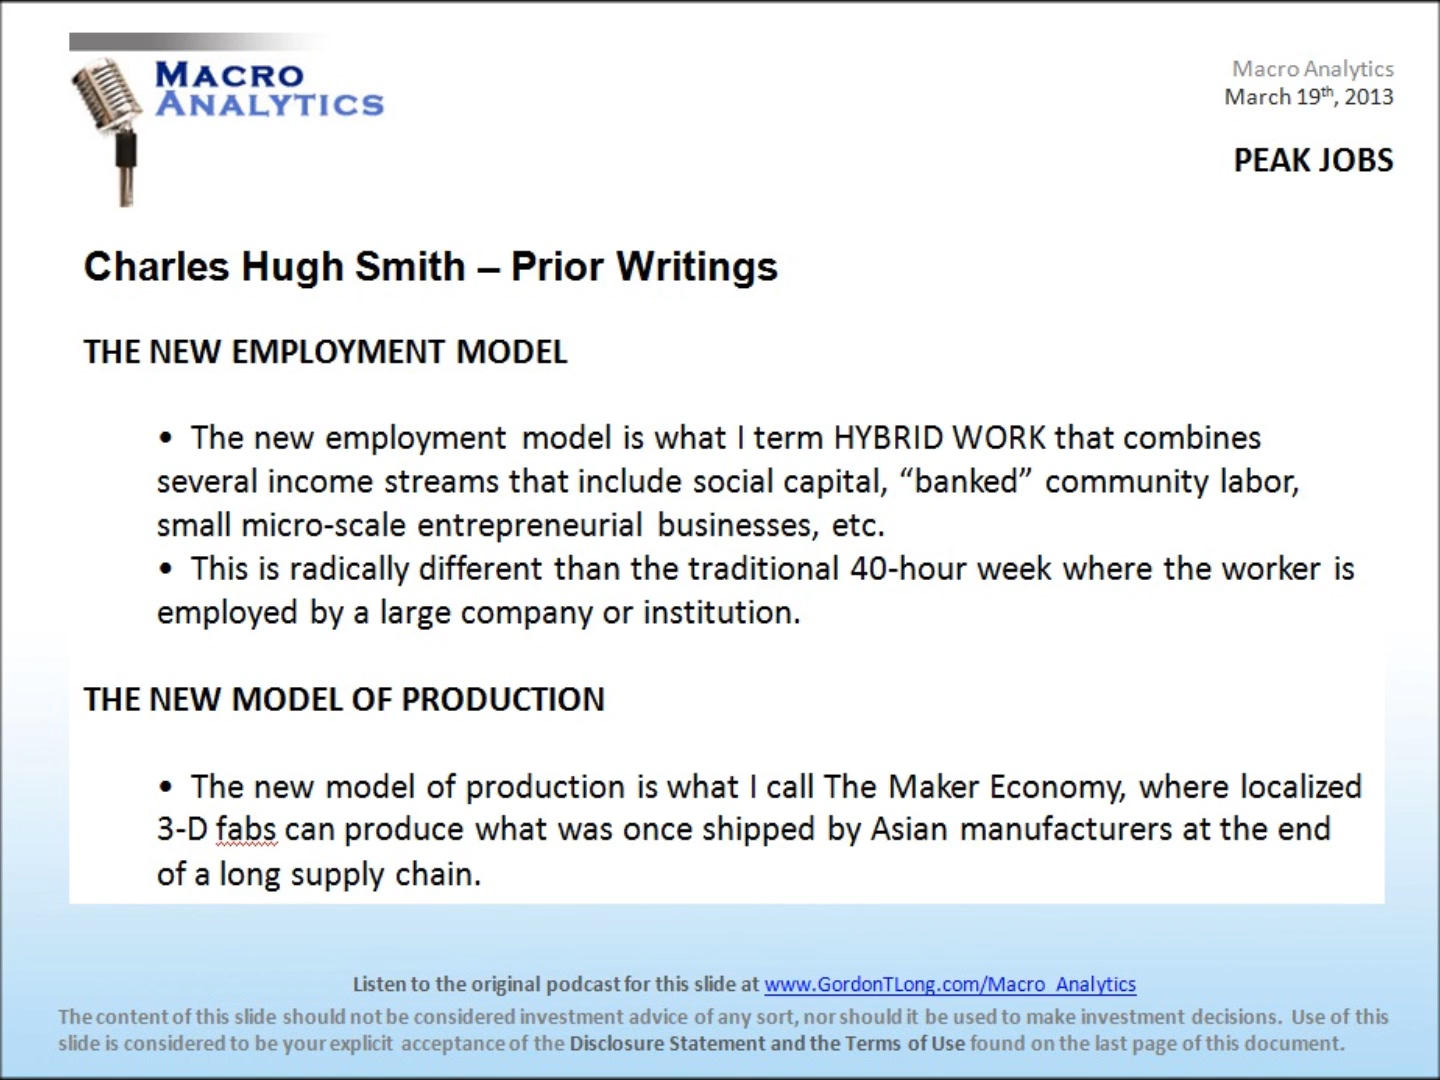 MACRO
ANALYTICS
Macro Analytics
March 19th, 2013
PEAK JOBS
Charles Hugh Smith – Prior Writings
THE NEW EMPLOYMENT MODEL
• The new employment model is what I term HYBRID WORK that combines
several income streams that include social capital, “banked” community labor,
small micro-scale entrepreneurial businesses, etc.
• This is radically different than the traditional 40-hour week where the worker is
employed by a large company or institution.
THE NEW MODEL OF PRODUCTION
• The new model of production is what I call The Maker Economy, where localized
3-D fabs can produce what was once shipped by Asian manufacturers at the end
of a long supply chain.
Listen to the original podcast for this slide at www.GordonTLong.com/Macro_Analytics
The content of this slide should not be considered investment advice of any sort, nor should it be used to make investment decisions. Use of this
slide is considered to be your explicit acceptance of the Disclosure Statement and the Terms of Use found on the last page of this document.